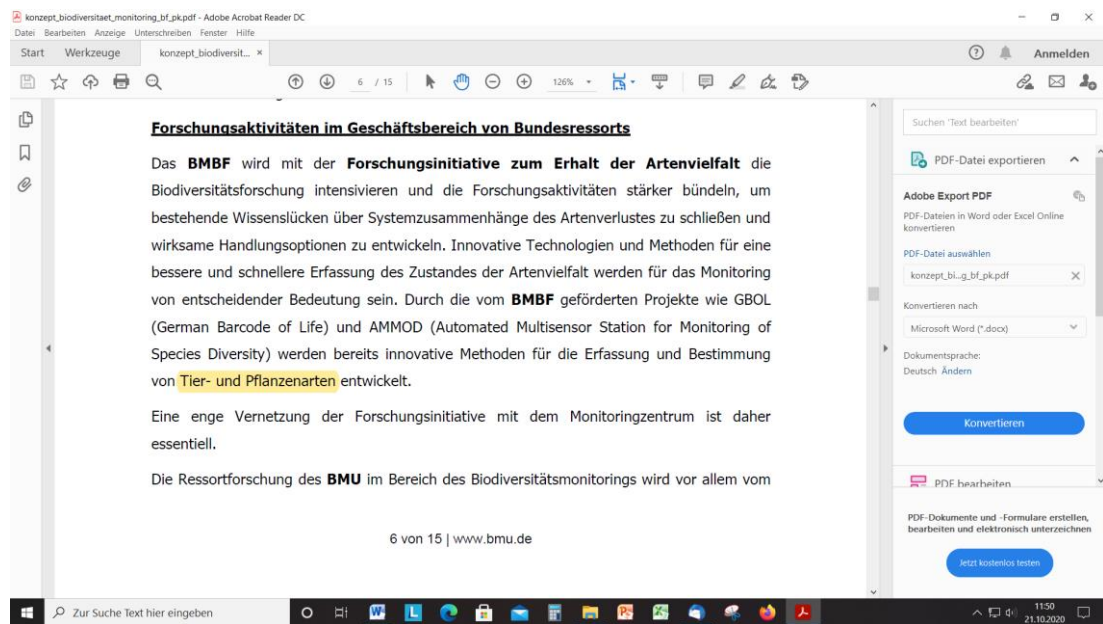 konzept_biodiversitaet_monitoring_bf_pk.pdf - Adobe Acrobat Reader DC
Datei Bearbeiten Anzeige Unterschreiben Fenster Hilfe
Start Werkzeuge konzept_biodiversit... × Anmelden
6 / 15 126%
Forschungsaktivitäten im Geschäftsbereich von Bundesressorts
Das BMBF wird mit der Forschungsinitiative zum Erhalt der Artenvielfalt die
Biodiversitätsforschung intensivieren und die Forschungsaktivitäten stärker bündeln, um
bestehende Wissenslücken über Systemzusammenhänge des Artenverlustes zu schließen und
wirksame Handlungsoptionen zu entwickeln. Innovative Technologien und Methoden für eine
bessere und schnellere Erfassung des Zustandes der Artenvielfalt werden für das Monitoring
von entscheidender Bedeutung sein. Durch die vom BMBF geförderten Projekte wie GBOL
(German Barcode of Life) und AMMOD (Automated Multisensor Station for Monitoring of
Species Diversity) werden bereits innovative Methoden für die Erfassung und Bestimmung
von Tier- und Pflanzenarten entwickelt.
Eine enge Vernetzung der Forschungsinitiative mit dem Monitoringzentrum ist daher
essentiell.
Die Ressortforschung des BMU im Bereich des Biodiversitätsmonitorings wird vor allem vom
6 von 15 | www.bmu.de
Suchen 'Text bearbeiten'
PDF-Datei exportieren
Adobe Export PDF
PDF-Dateien in Word oder Excel Online
konvertieren
PDF-Datei auswählen
konzept_bi...g_bf_pk.pdf
Konvertieren nach
Microsoft Word (*.docx)
Dokumentsprache:
Deutsch Ändern
Konvertieren
PDF bearbeiten
PDF-Dokumente und -Formulare erstellen,
bearbeiten und elektronisch unterzeichnen
Jetzt kostenlos testen
Zur Suche Text hier eingeben
11:50
21.10.2020